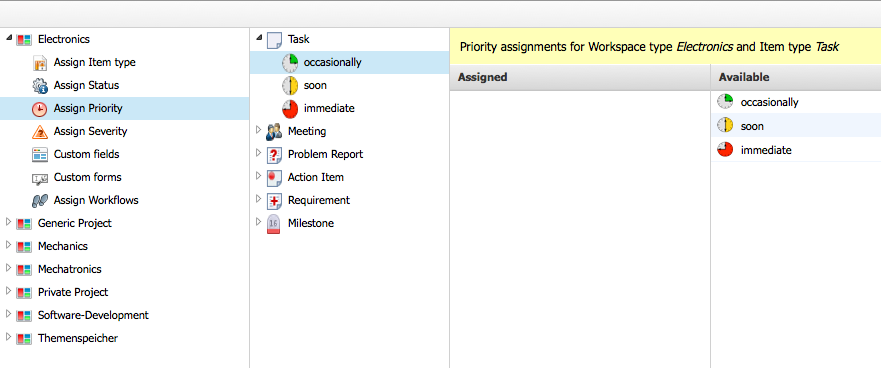 Electronics
Assign Item type
Assign Status
Assign Priority
Assign Severity
Custom fields
Custom forms
Assign Workflows
Generic Project
Mechanics
Mechatronics
Private Project
Software-Development
Themenspeicher
Task
occasionally
soon
immediate
Meeting
Problem Report
Action Item
Requirement
16
Milestone
Priority assignments for Workspace type Electronics and Item type Task
Assigned
Available
occasionally
soon
immediate